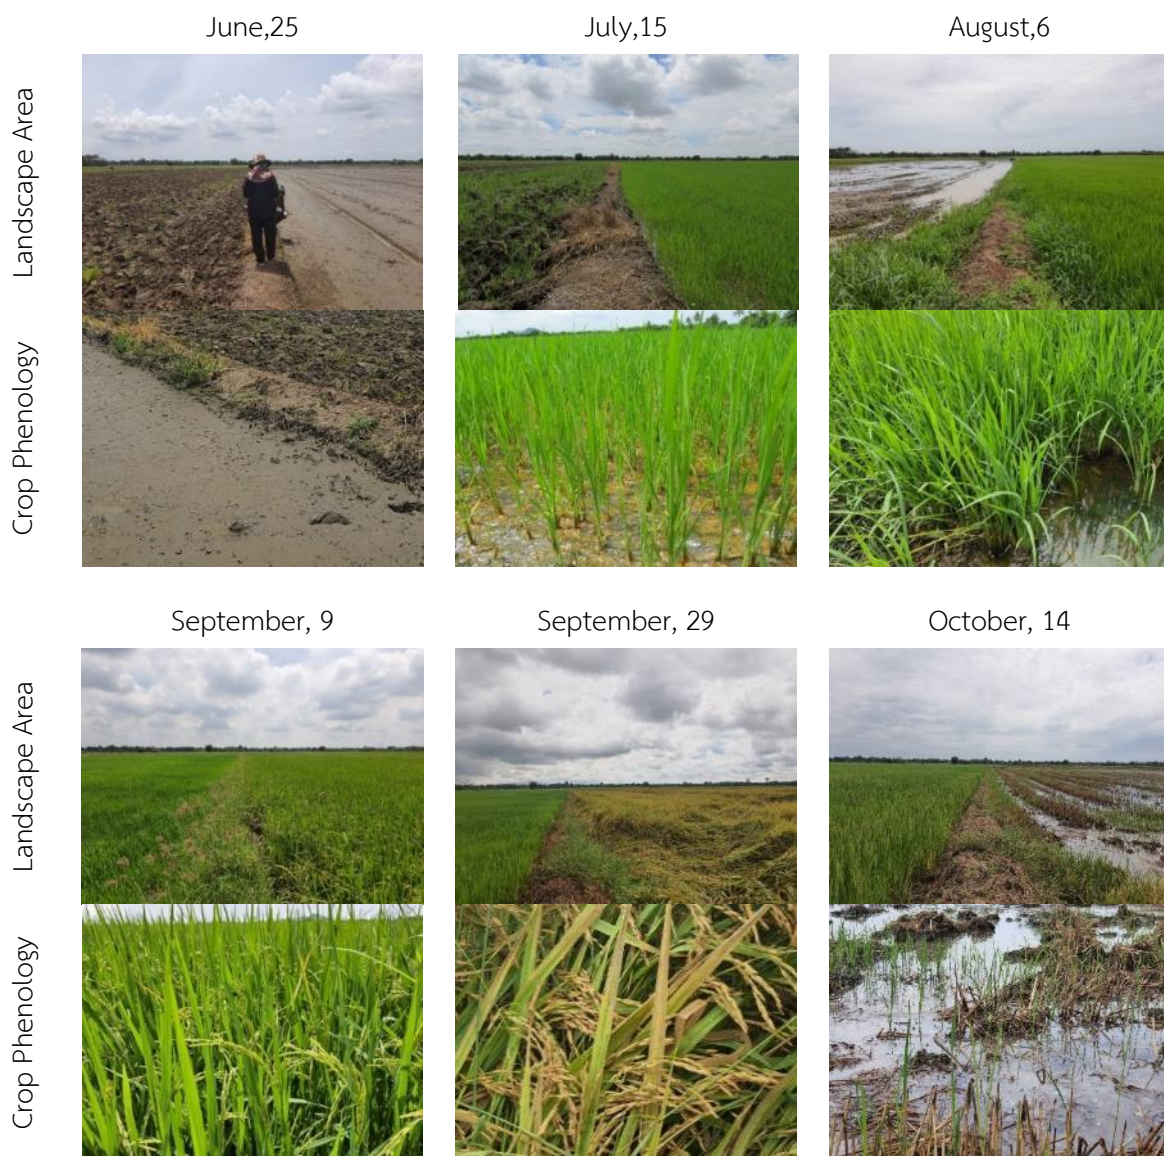 June,25
July,15
August,6
Landscape Area
Crop Phenology
September, 9
September, 29
October, 14
Landscape Area
Crop Phenology